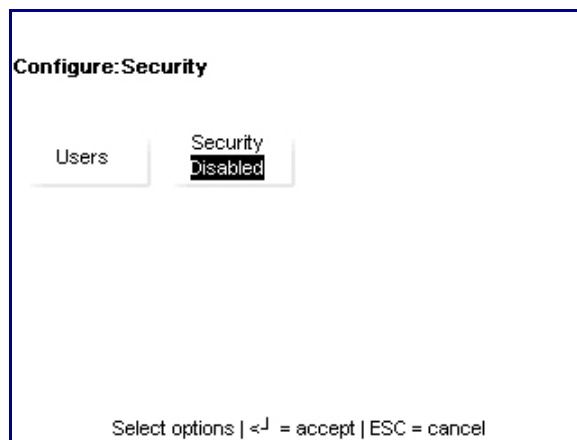 Configure:Security
Users
Security
Disabled
Select options | <┘ = accept | ESC = cancel